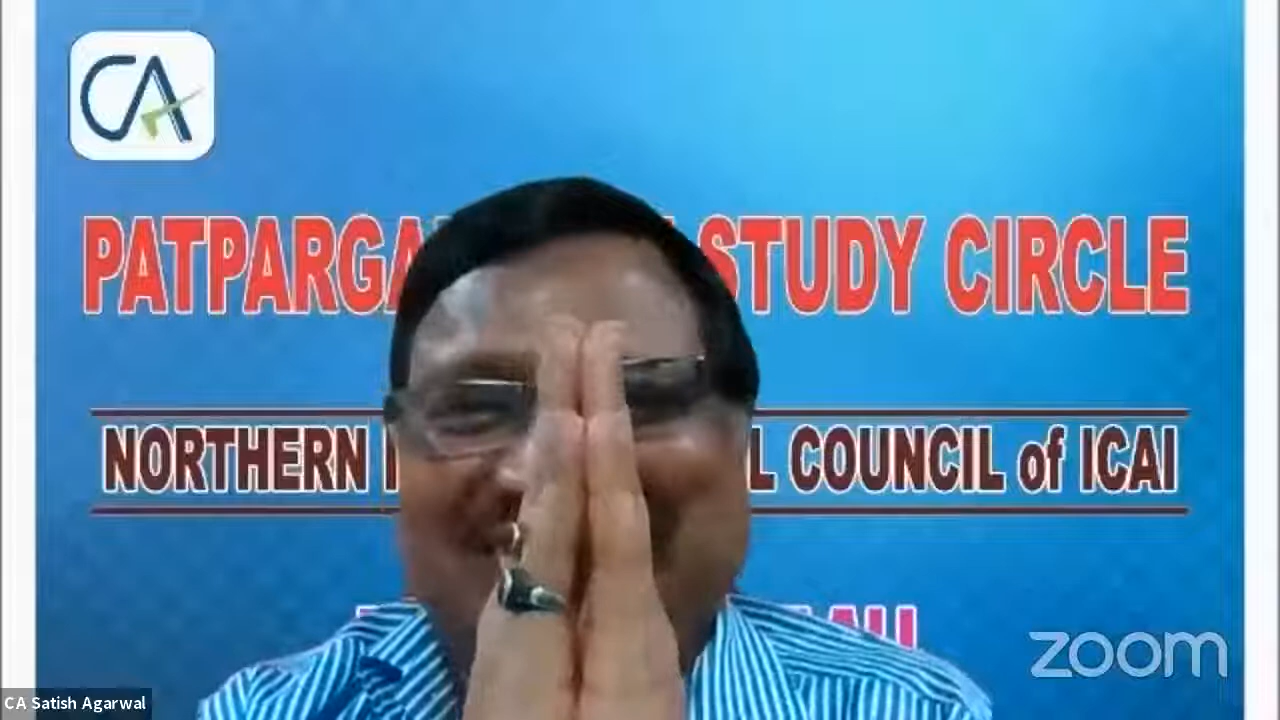 CA
PATPARGA STUDY CIRCLE
NORTHERN L COUNCIL of ICAI
zoom
CA Satish Agarwal